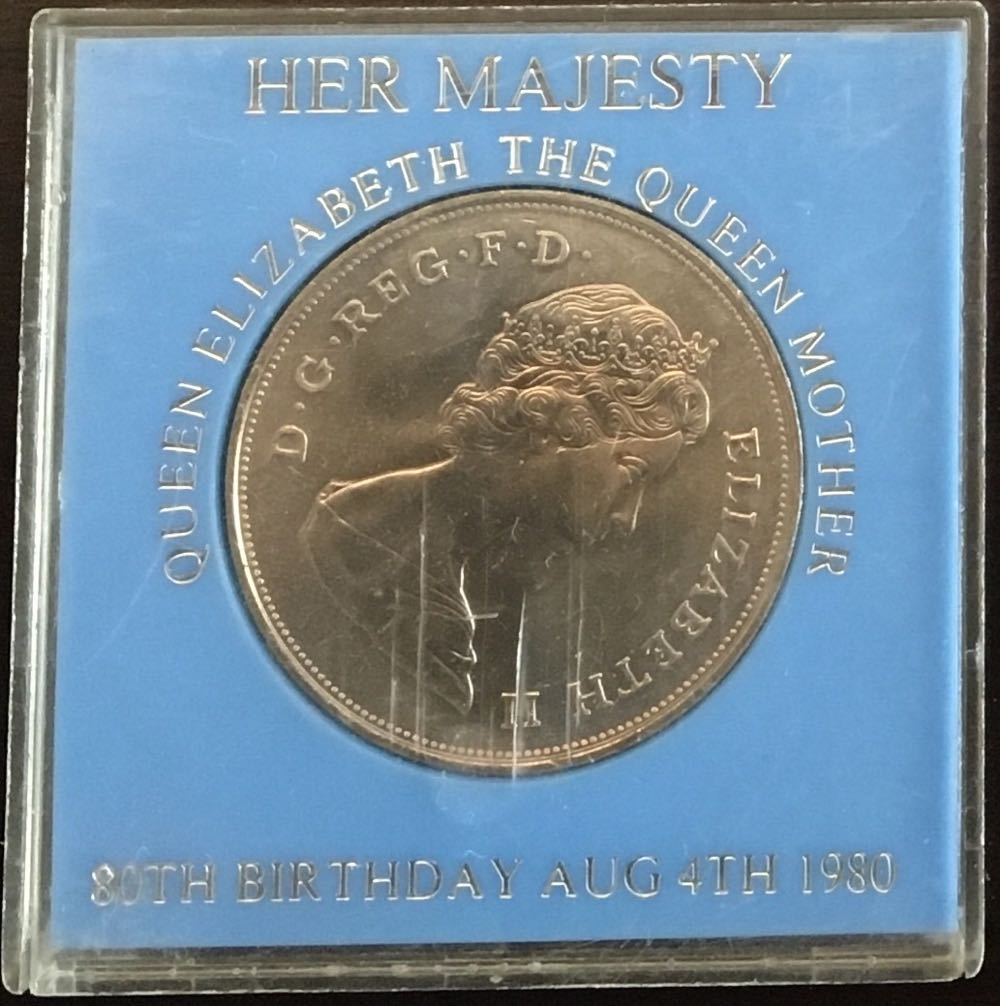 HER MAJESTY
QUEEN ELIZABETH THE QUEEN MOTHER
D·G·REG·F·D·
ELIZABETH II
80TH BIRTHDAY AUG 4TH 1980